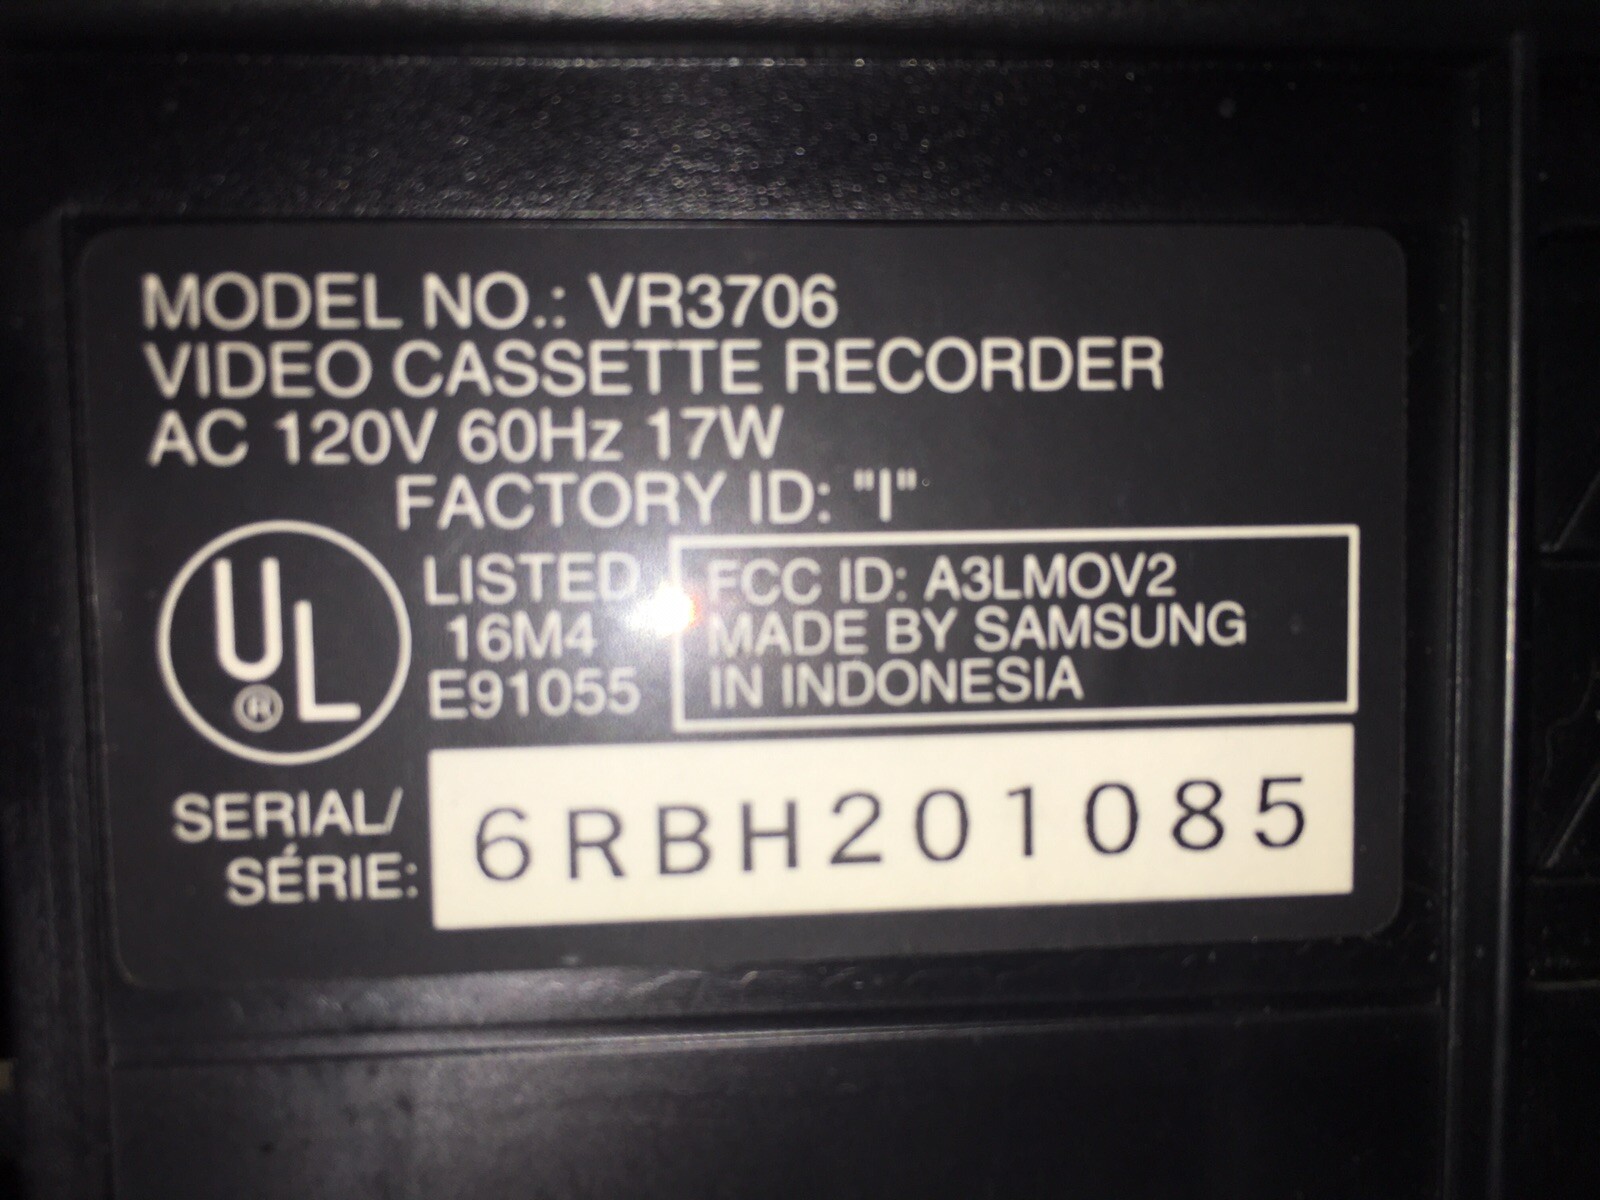 MODEL NO.: VR3706
VIDEO CASSETTE RECORDER
AC 120V 60Hz 17W
FACTORY ID: "I"
UL
®
LISTED
16M4
E91055
FCC ID: A3LMOV2
MADE BY SAMSUNG
IN INDONESIA
SERIAL/
SÉRIE:
6RBH201085